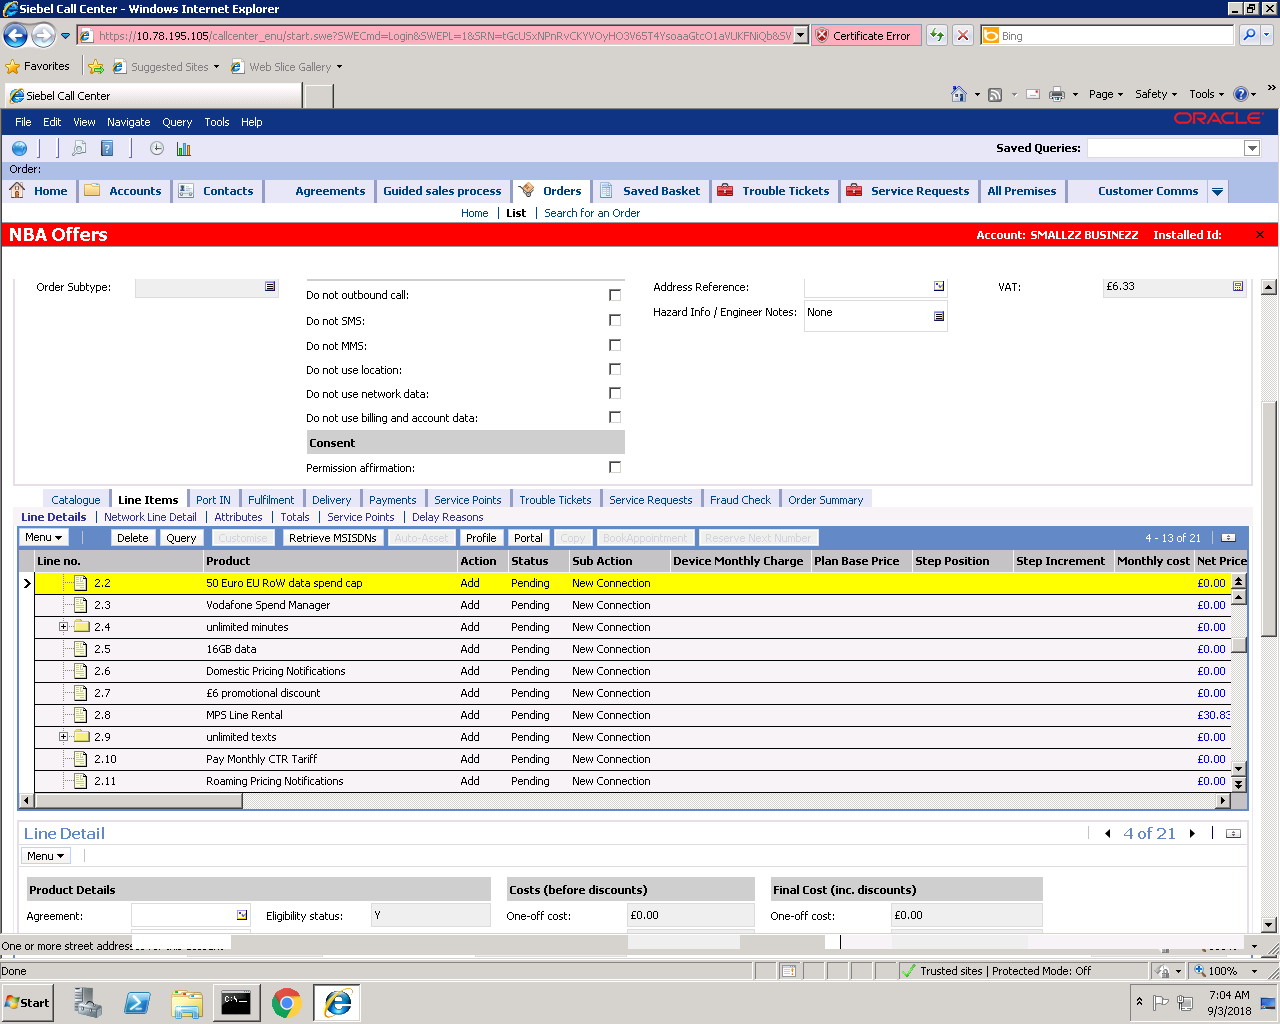 Siebel Call Center - Windows Internet Explorer
https://10.78.195.105/callcenter_enu/start.swe?SWECmd=Login&SWEPL=1&SRN=
Certificate Error
Bing
Favorites
Suggested Sites
Web Slice Gallery
Siebel Call Center
Page
Safety
Tools
File Edit View Navigate Query Tools Help
ORACLE
Saved Queries:
Order:
Home Accounts Contacts Agreements Guided sales process Orders Saved Basket Trouble Tickets Service Requests All Premises Customer Comms
Home | List | Search for an Order
NBA Offers
Account: SMALLZZ BUSINEZZ Installed Id:
Order Subtype:
Do not outbound call:
Address Reference:
VAT: £6.33
Do not SMS:
Hazard Info / Engineer Notes: None
Do not MMS:
Do not use location:
Do not use network data:
Do not use billing and account data:
Consent
Permission affirmation:
Catalogue Line Items Port IN Fulfilment Delivery Payments Service Points Trouble Tickets Service Requests Fraud Check Order Summary
Line Details | Network Line Detail | Attributes | Totals | Service Points | Delay Reasons
Menu Delete Query Customise Retrieve MSISDNs Auto-Asset Profile Portal Copy BookAppointment Reserve Next Number 4 - 13 of 21
Line no. Product Action Status Sub Action Device Monthly Charge Plan Base Price Step Position Step Increment Monthly cost Net Price
2.2 50 Euro EU RoW data spend cap Add Pending New Connection £0.00
2.3 Vodafone Spend Manager Add Pending New Connection £0.00
2.4 unlimited minutes Add Pending New Connection £0.00
2.5 16GB data Add Pending New Connection £0.00
2.6 Domestic Pricing Notifications Add Pending New Connection £0.00
2.7 £6 promotional discount Add Pending New Connection £0.00
2.8 MPS Line Rental Add Pending New Connection £30.83
2.9 unlimited texts Add Pending New Connection £0.00
2.10 Pay Monthly CTR Tariff Add Pending New Connection £0.00
2.11 Roaming Pricing Notifications Add Pending New Connection £0.00
Line Detail
4 of 21
Menu
Product Details
Costs (before discounts)
Final Cost (inc. discounts)
Agreement:
Eligibility status: Y
One-off cost: £0.00
One-off cost: £0.00
One or more street address
Done
Trusted sites | Protected Mode: Off
100%
Start
7:04 AM
9/3/2018